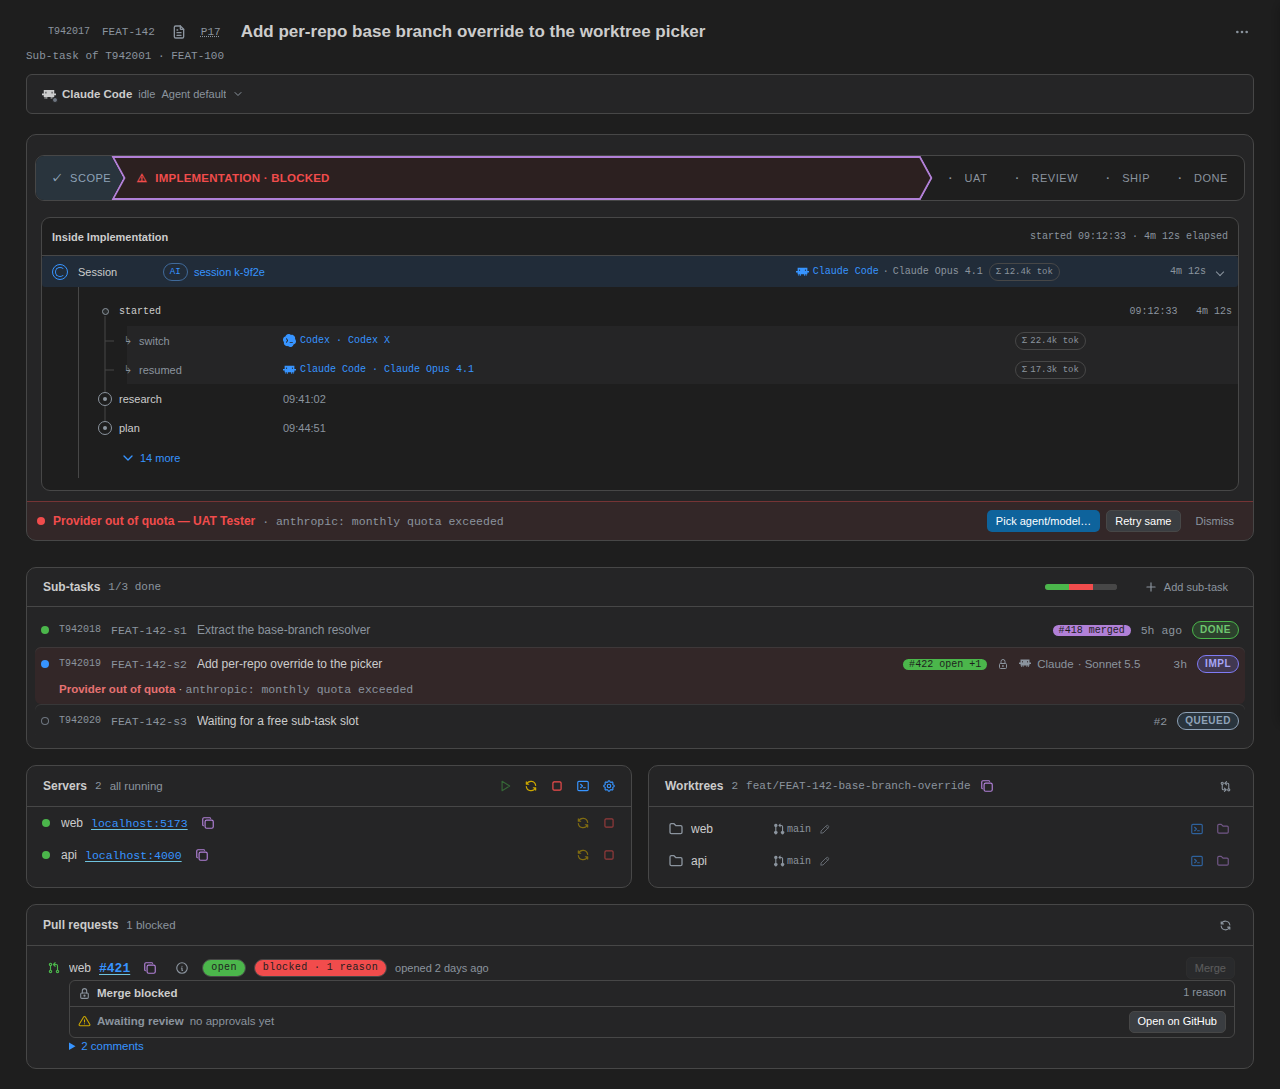 T942017 FEAT-142 P17 Add per-repo base branch override to the worktree picker
Sub-task of T942001 · FEAT-100
Claude Code idle Agent default
SCOPE IMPLEMENTATION · BLOCKED · UAT · REVIEW · SHIP · DONE
Inside Implementation started 09:12:33 · 4m 12s elapsed
Session AI session k-9f2e Claude Code · Claude Opus 4.1 Σ 12.4k tok 4m 12s
started 09:12:33 4m 12s
↳ switch Codex · Codex X Σ 22.4k tok
↳ resumed Claude Code · Claude Opus 4.1 Σ 17.3k tok
research 09:41:02
plan 09:44:51
14 more
Provider out of quota — UAT Tester · anthropic: monthly quota exceeded Pick agent/model… Retry same Dismiss
Sub-tasks 1/3 done Add sub-task
T942018 FEAT-142-s1 Extract the base-branch resolver #418 merged 5h ago DONE
T942019 FEAT-142-s2 Add per-repo override to the picker #422 open +1 Claude · Sonnet 5.5 3h IMPL
Provider out of quota · anthropic: monthly quota exceeded
T942020 FEAT-142-s3 Waiting for a free sub-task slot #2 QUEUED
Servers 2 all running
web localhost:5173
api localhost:4000
Worktrees 2 feat/FEAT-142-base-branch-override
web main
api main
Pull requests 1 blocked
web #421 open blocked · 1 reason opened 2 days ago Merge
Merge blocked 1 reason
Awaiting review no approvals yet Open on GitHub
2 comments